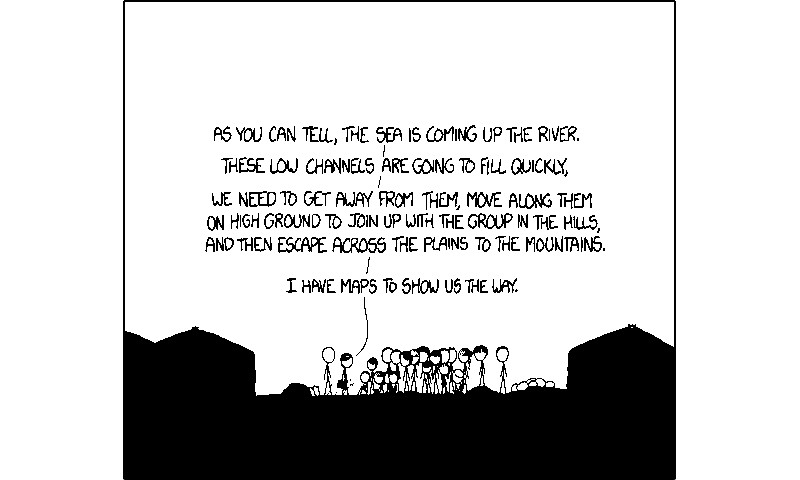 AS YOU CAN TELL, THE SEA IS COMING UP THE RIVER.
THESE LOW CHANNELS ARE GOING TO FILL QUICKLY,
WE NEED TO GET AWAY FROM THEM, MOVE ALONG THEM
ON HIGH GROUND TO JOIN UP WITH THE GROUP IN THE HILLS,
AND THEN ESCAPE ACROSS THE PLAINS TO THE MOUNTAINS.
I HAVE MAPS TO SHOW US THE WAY.